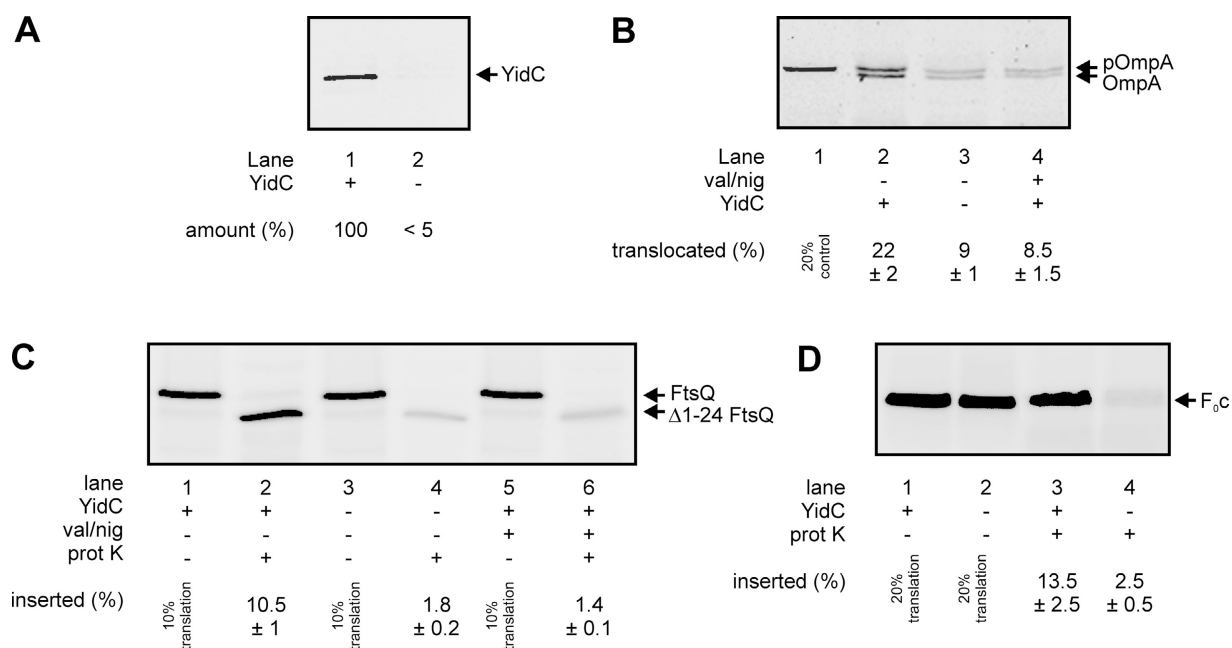 A
YidC
Lane 1 2
YidC + -
amount (%) 100 < 5
B
pOmpA
OmpA
Lane 1 2 3 4
val/nig - - +
YidC + - +
translocated (%) 20% control 22 ± 2 9 ± 1 8.5 ± 1.5
C
FtsQ
Δ1-24 FtsQ
lane 1 2 3 4 5 6
YidC + + - - + +
val/nig - - - - + +
prot K - + - + - +
inserted (%) 10% translation 10.5 ± 1 10% translation 1.8 ± 0.2 10% translation 1.4 ± 0.1
D
F₀c
lane 1 2 3 4
YidC + - + -
prot K - - + +
inserted (%) 20% translation 20% translation 13.5 ± 2.5 2.5 ± 0.5